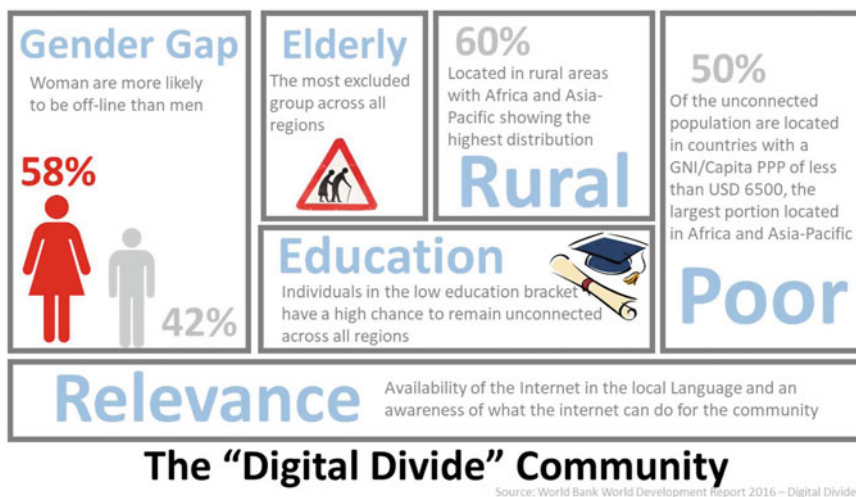 Gender Gap
Woman are more likely
to be off-line than men
58%
42%
Elderly
The most excluded
group across all
regions
60%
Located in rural areas
with Africa and Asia-
Pacific showing the
highest distribution
Rural
50%
Of the unconnected
population are located
in countries with a
GNI/Capita PPP of less
than USD 6500, the
largest portion located
in Africa and Asia-Pacific
Poor
Education
Individuals in the low education bracket
have a high chance to remain unconnected
across all regions
Relevance
Availability of the Internet in the local Language and an
awareness of what the internet can do for the community
The “Digital Divide” Community
Source: World Bank World Development Report 2016 – Digital Divide